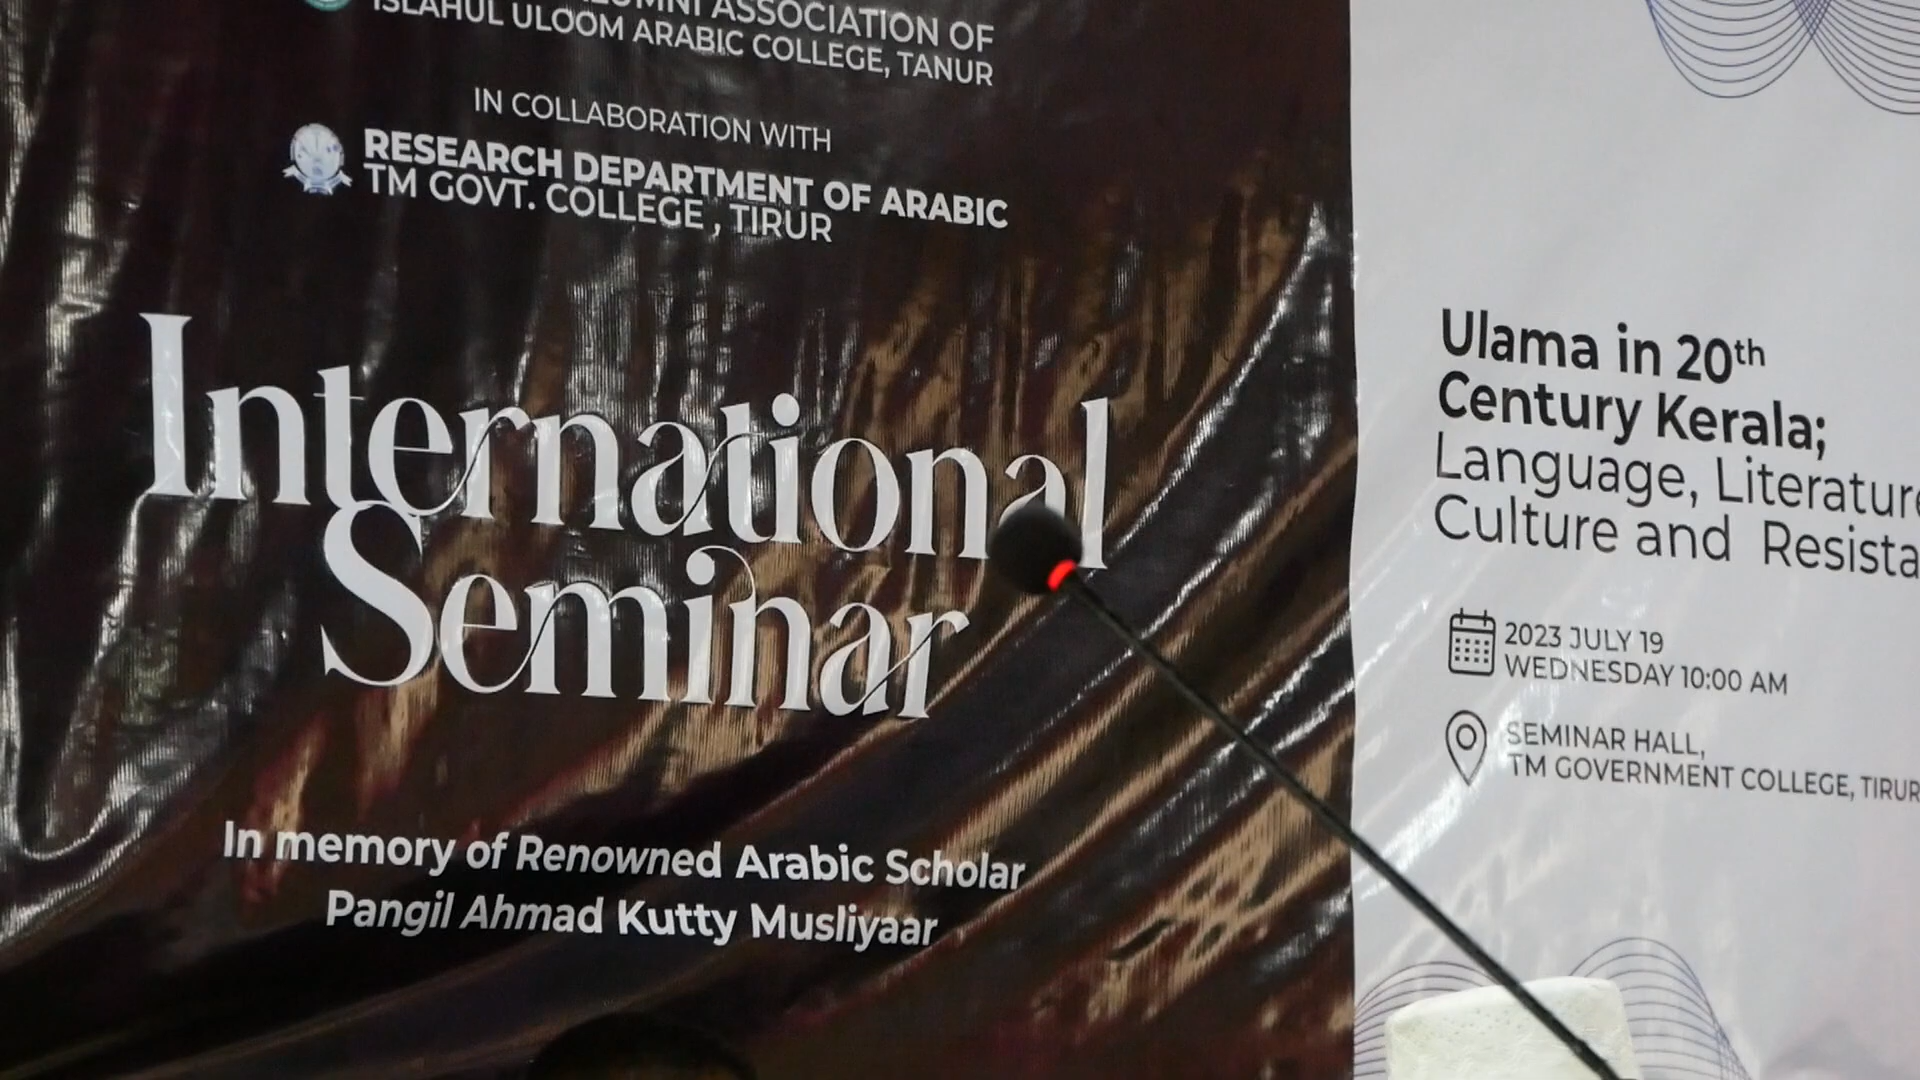 ASSOCIATION OF
ISLAHUL ULOOM ARABIC COLLEGE, TANUR
IN COLLABORATION WITH
RESEARCH DEPARTMENT OF ARABIC
TM GOVT. COLLEGE , TIRUR
International
Seminar
In memory of Renowned Arabic Scholar
Pangil Ahmad Kutty Musliyaar
Ulama in 20th
Century Kerala;
Language, Literature
Culture and Resista
2023 JULY 19
WEDNESDAY 10:00 AM
SEMINAR HALL,
TM GOVERNMENT COLLEGE, TIRUR